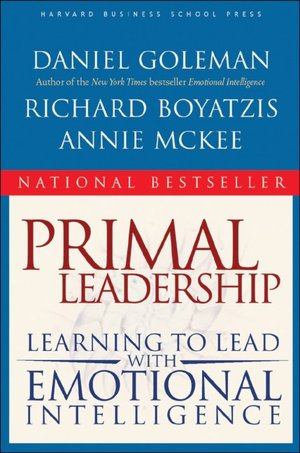 HARVARD BUSINESS SCHOOL PRESS
DANIEL GOLEMAN
Author of the New York Times bestseller Emotional Intelligence
RICHARD BOYATZIS
ANNIE MCKEE
NATIONAL BESTSELLER
PRIMAL
LEADERSHIP
LEARNING TO LEAD
WITH
EMOTIONAL
INTELLIGENCE